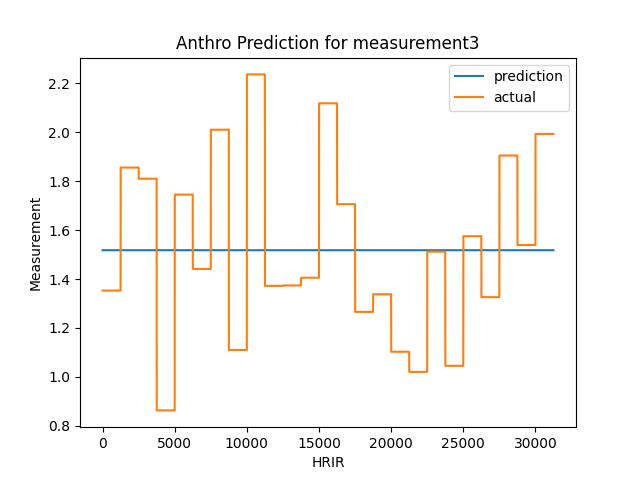 Anthro Prediction for measurement3
prediction
actual
Measurement
2.2
2.0
1.8
1.6
1.4
1.2
1.0
0.8
0 5000 10000 15000 20000 25000 30000
HRIR